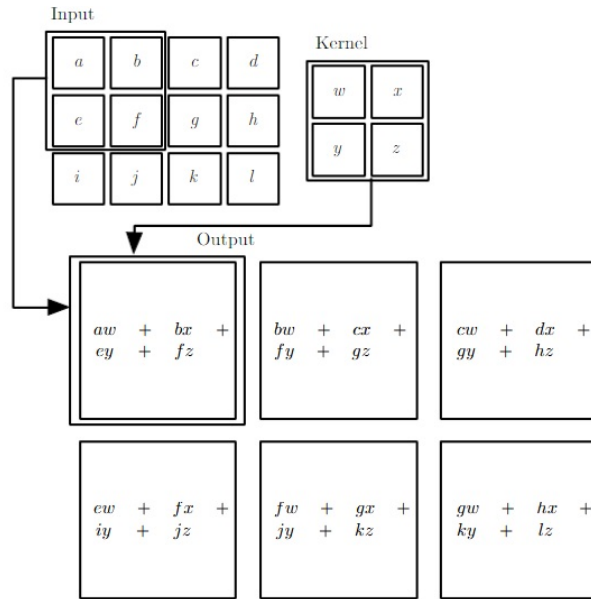 Input
Kernel
a b c d
w x
e f g h
y z
i j k l
Output
aw + bx +
ey + fz
bw + cx +
fy + gz
cw + dx +
gy + hz
ew + fx +
iy + jz
fw + gx +
jy + kz
gw + hx +
ky + lz